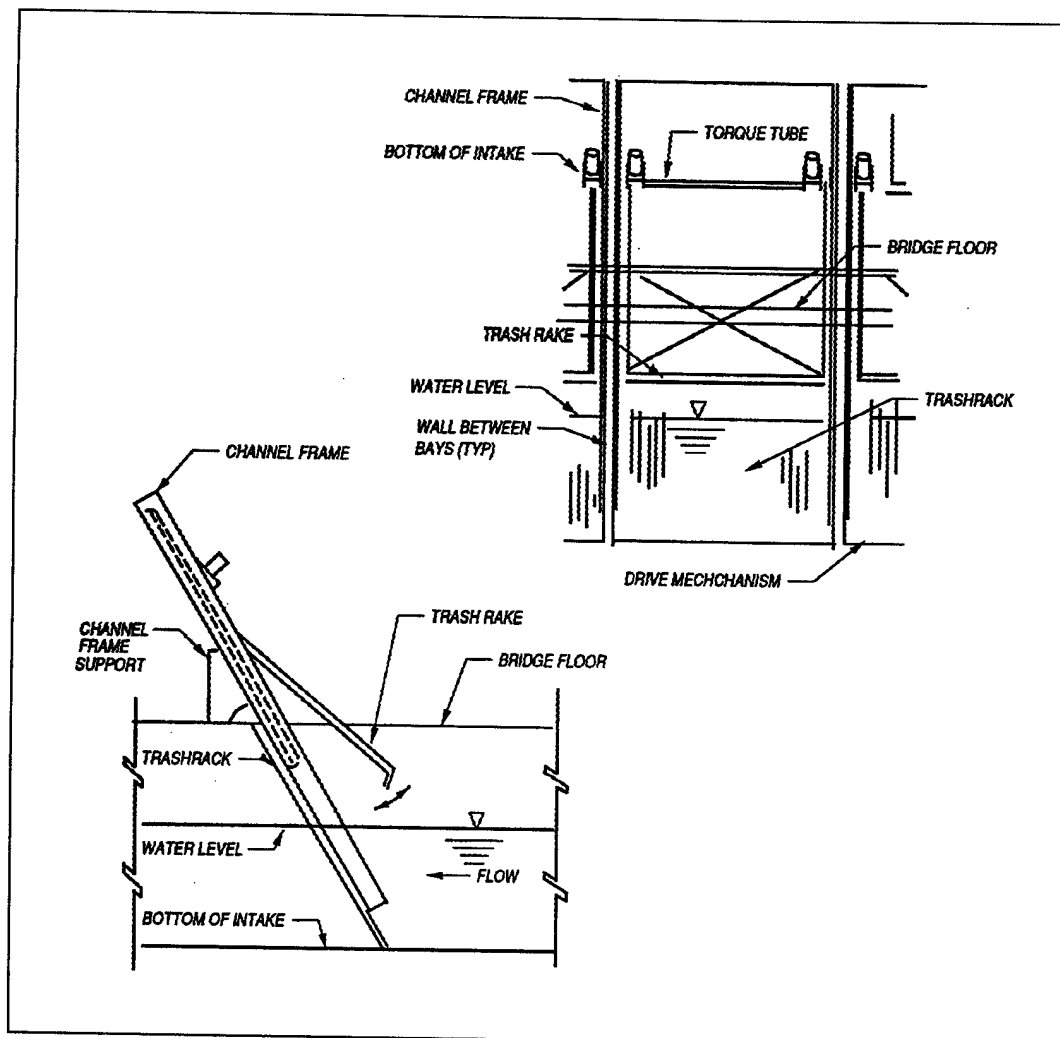 CHANNEL FRAME
TORQUE TUBE
BOTTOM OF INTAKE
BRIDGE FLOOR
TRASH RAKE
WATER LEVEL
TRASHRACK
WALL BETWEEN
BAYS (TYP)
DRIVE MECHCHANISM
CHANNEL FRAME
TRASH RAKE
CHANNEL
FRAME
SUPPORT
BRIDGE FLOOR
TRASHRACK
WATER LEVEL
FLOW
BOTTOM OF INTAKE